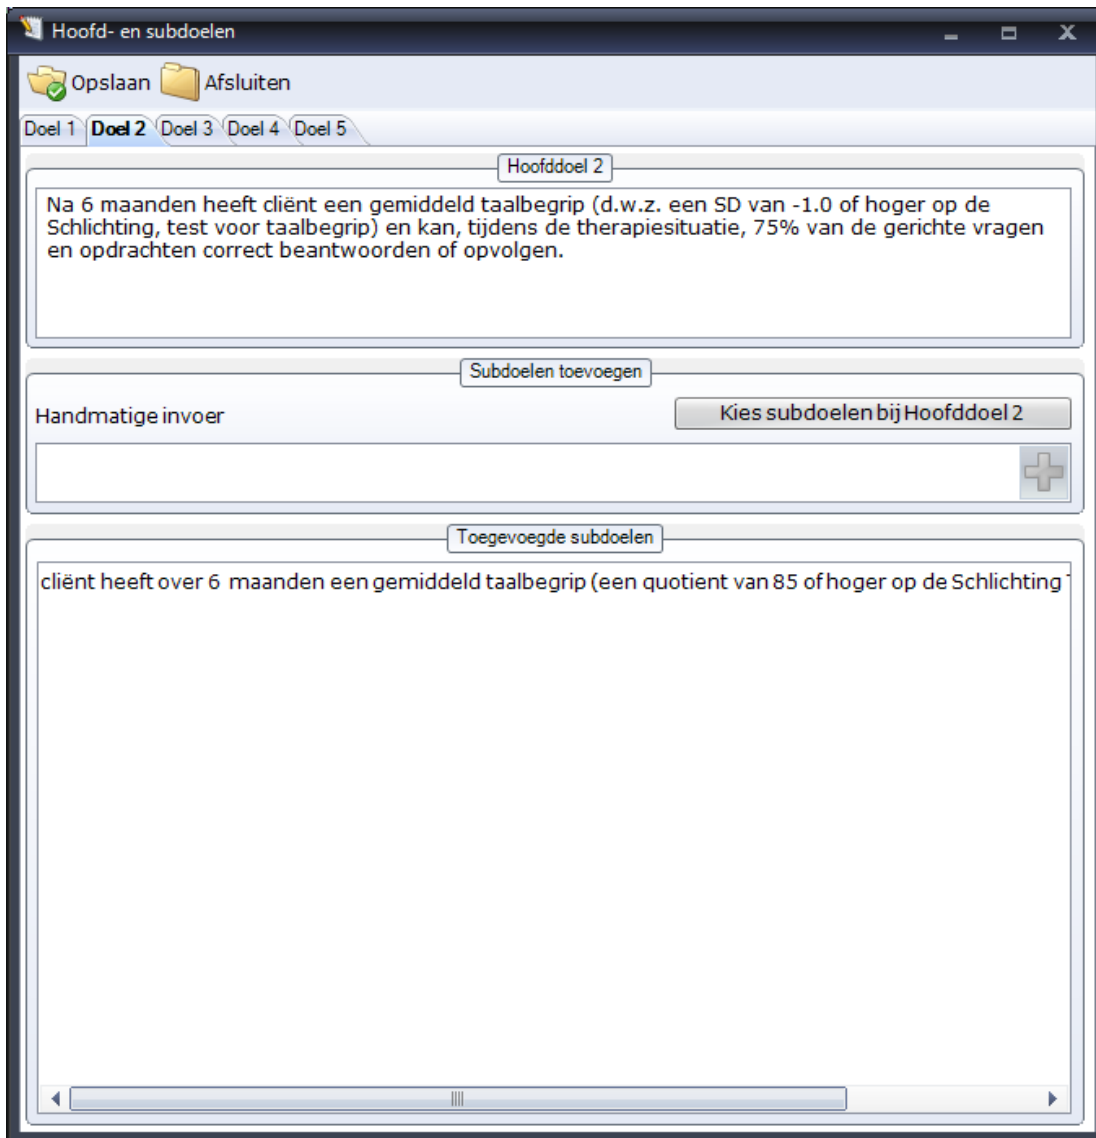 Hoofd- en subdoelen
Opslaan Afsluiten
Doel 1 Doel 2 Doel 3 Doel 4 Doel 5
Hoofddoel 2
Na 6 maanden heeft cliënt een gemiddeld taalbegrip (d.w.z. een SD van -1.0 of hoger op de
Schlichting, test voor taalbegrip) en kan, tijdens de therapiesituatie, 75% van de gerichte vragen
en opdrachten correct beantwoorden of opvolgen.
Subdoelen toevoegen
Handmatige invoer
Kies subdoelen bij Hoofddoel 2
Toegevoegde subdoelen
cliënt heeft over 6 maanden een gemiddeld taalbegrip (een quotient van 85 of hoger op de Schlichting